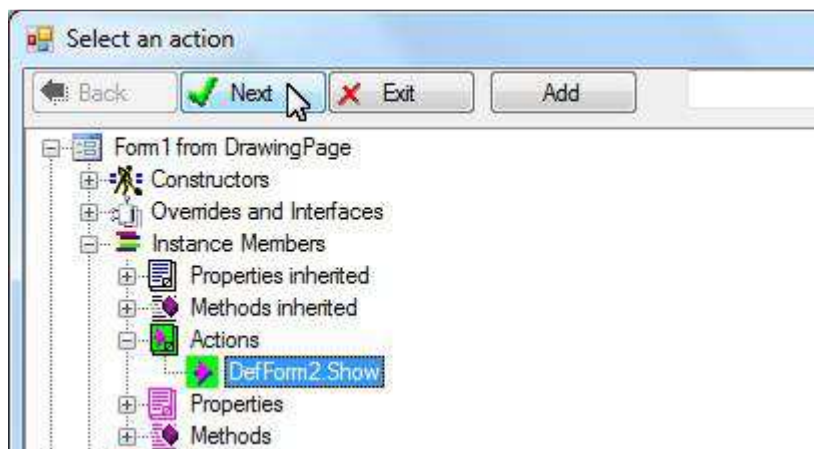 Select an action
Back Next Exit Add
Form1 from DrawingPage
Constructors
Overrides and Interfaces
Instance Members
Properties inherited
Methods inherited
Actions
DefForm2.Show
Properties
Methods